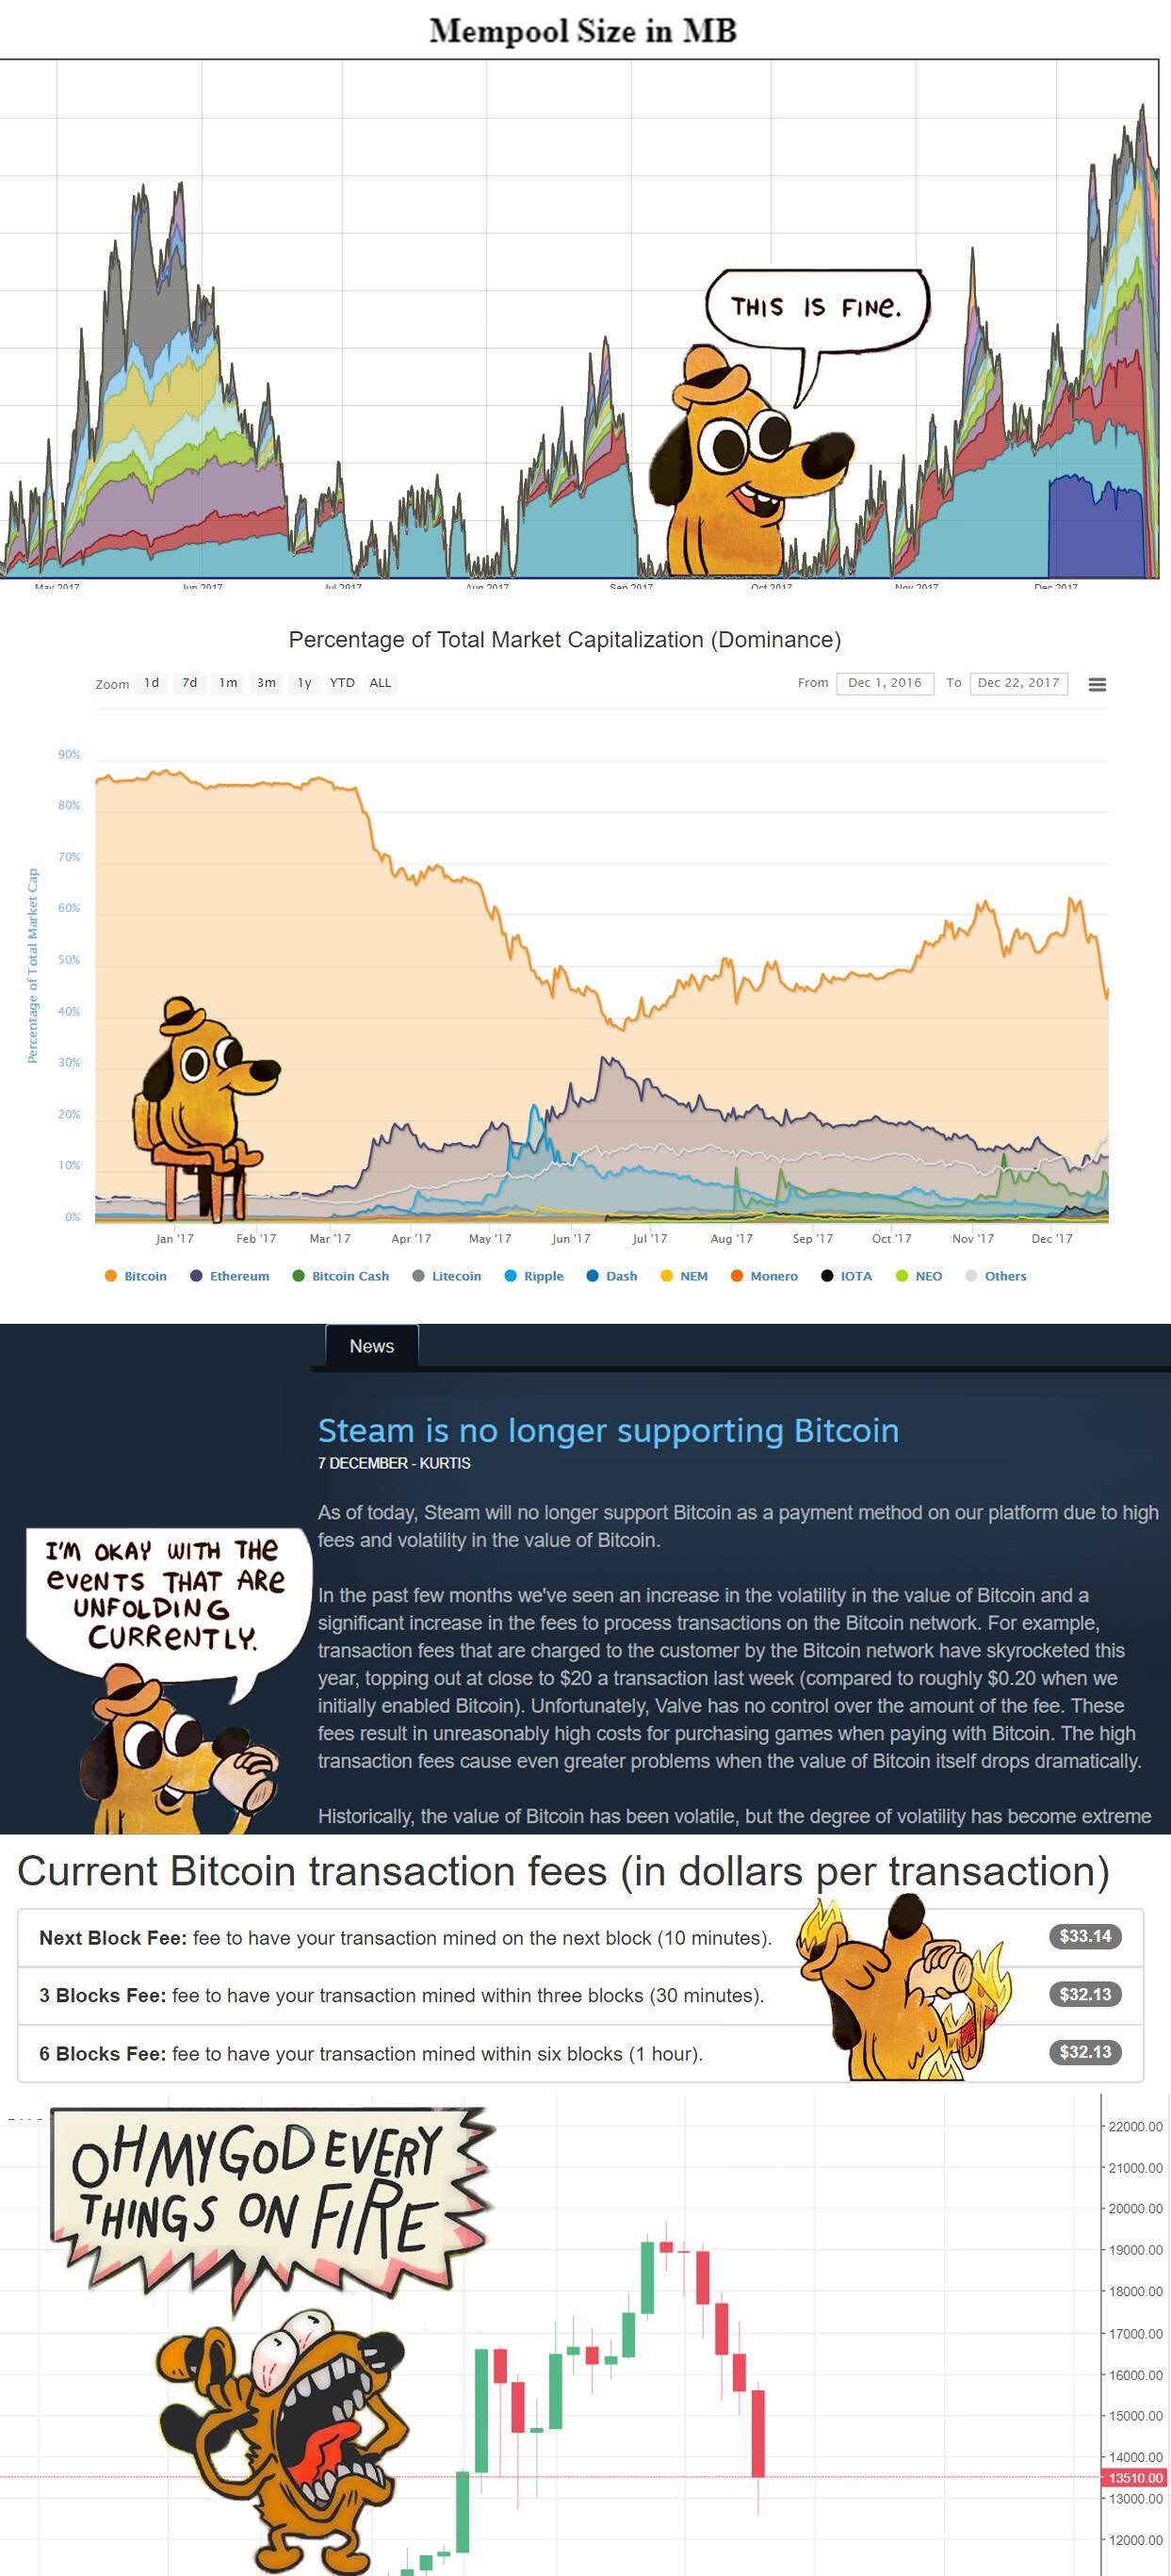 Mempool Size in MB
THIS IS FINE.
May 2017 Jun 2017 Jul 2017 Aug 2017 Sep 2017 Oct 2017 Nov 2017 Dec 2017
Percentage of Total Market Capitalization (Dominance)
Zoom 1d 7d 1m 3m 1y YTD ALL From Dec 1, 2016 To Dec 22, 2017
Percentage of Total Market Cap
90%
80%
70%
60%
50%
40%
30%
20%
10%
0%
Jan '17 Feb '17 Mar '17 Apr '17 May '17 Jun '17 Jul '17 Aug '17 Sep '17 Oct '17 Nov '17 Dec '17
Bitcoin Ethereum Bitcoin Cash Litecoin Ripple Dash NEM Monero IOTA NEO Others
News
Steam is no longer supporting Bitcoin
7 DECEMBER - KURTIS
As of today, Steam will no longer support Bitcoin as a payment method on our platform due to high
fees and volatility in the value of Bitcoin.
I'M OKAY WITH THE
EVENTS THAT ARE
UNFOLDING
CURRENTLY.
In the past few months we've seen an increase in the volatility in the value of Bitcoin and a
significant increase in the fees to process transactions on the Bitcoin network. For example,
transaction fees that are charged to the customer by the Bitcoin network have skyrocketed this
year, topping out at close to $20 a transaction last week (compared to roughly $0.20 when we
initially enabled Bitcoin). Unfortunately, Valve has no control over the amount of the fee. These
fees result in unreasonably high costs for purchasing games when paying with Bitcoin. The high
transaction fees cause even greater problems when the value of Bitcoin itself drops dramatically.
Historically, the value of Bitcoin has been volatile, but the degree of volatility has become extreme
Current Bitcoin transaction fees (in dollars per transaction)
Next Block Fee: fee to have your transaction mined on the next block (10 minutes). $33.14
3 Blocks Fee: fee to have your transaction mined within three blocks (30 minutes). $32.13
6 Blocks Fee: fee to have your transaction mined within six blocks (1 hour). $32.13
OH MY GOD EVERY
THINGS ON FIRE
22000.00
21000.00
20000.00
19000.00
18000.00
17000.00
16000.00
15000.00
14000.00
13510.00
13000.00
12000.00